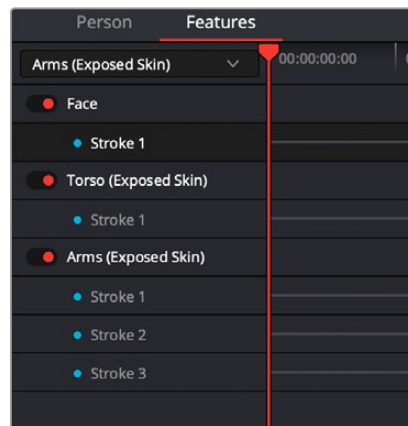 Person Features
Arms (Exposed Skin) 00:00:00:00
Face
Stroke 1
Torso (Exposed Skin)
Stroke 1
Arms (Exposed Skin)
Stroke 1
Stroke 2
Stroke 3